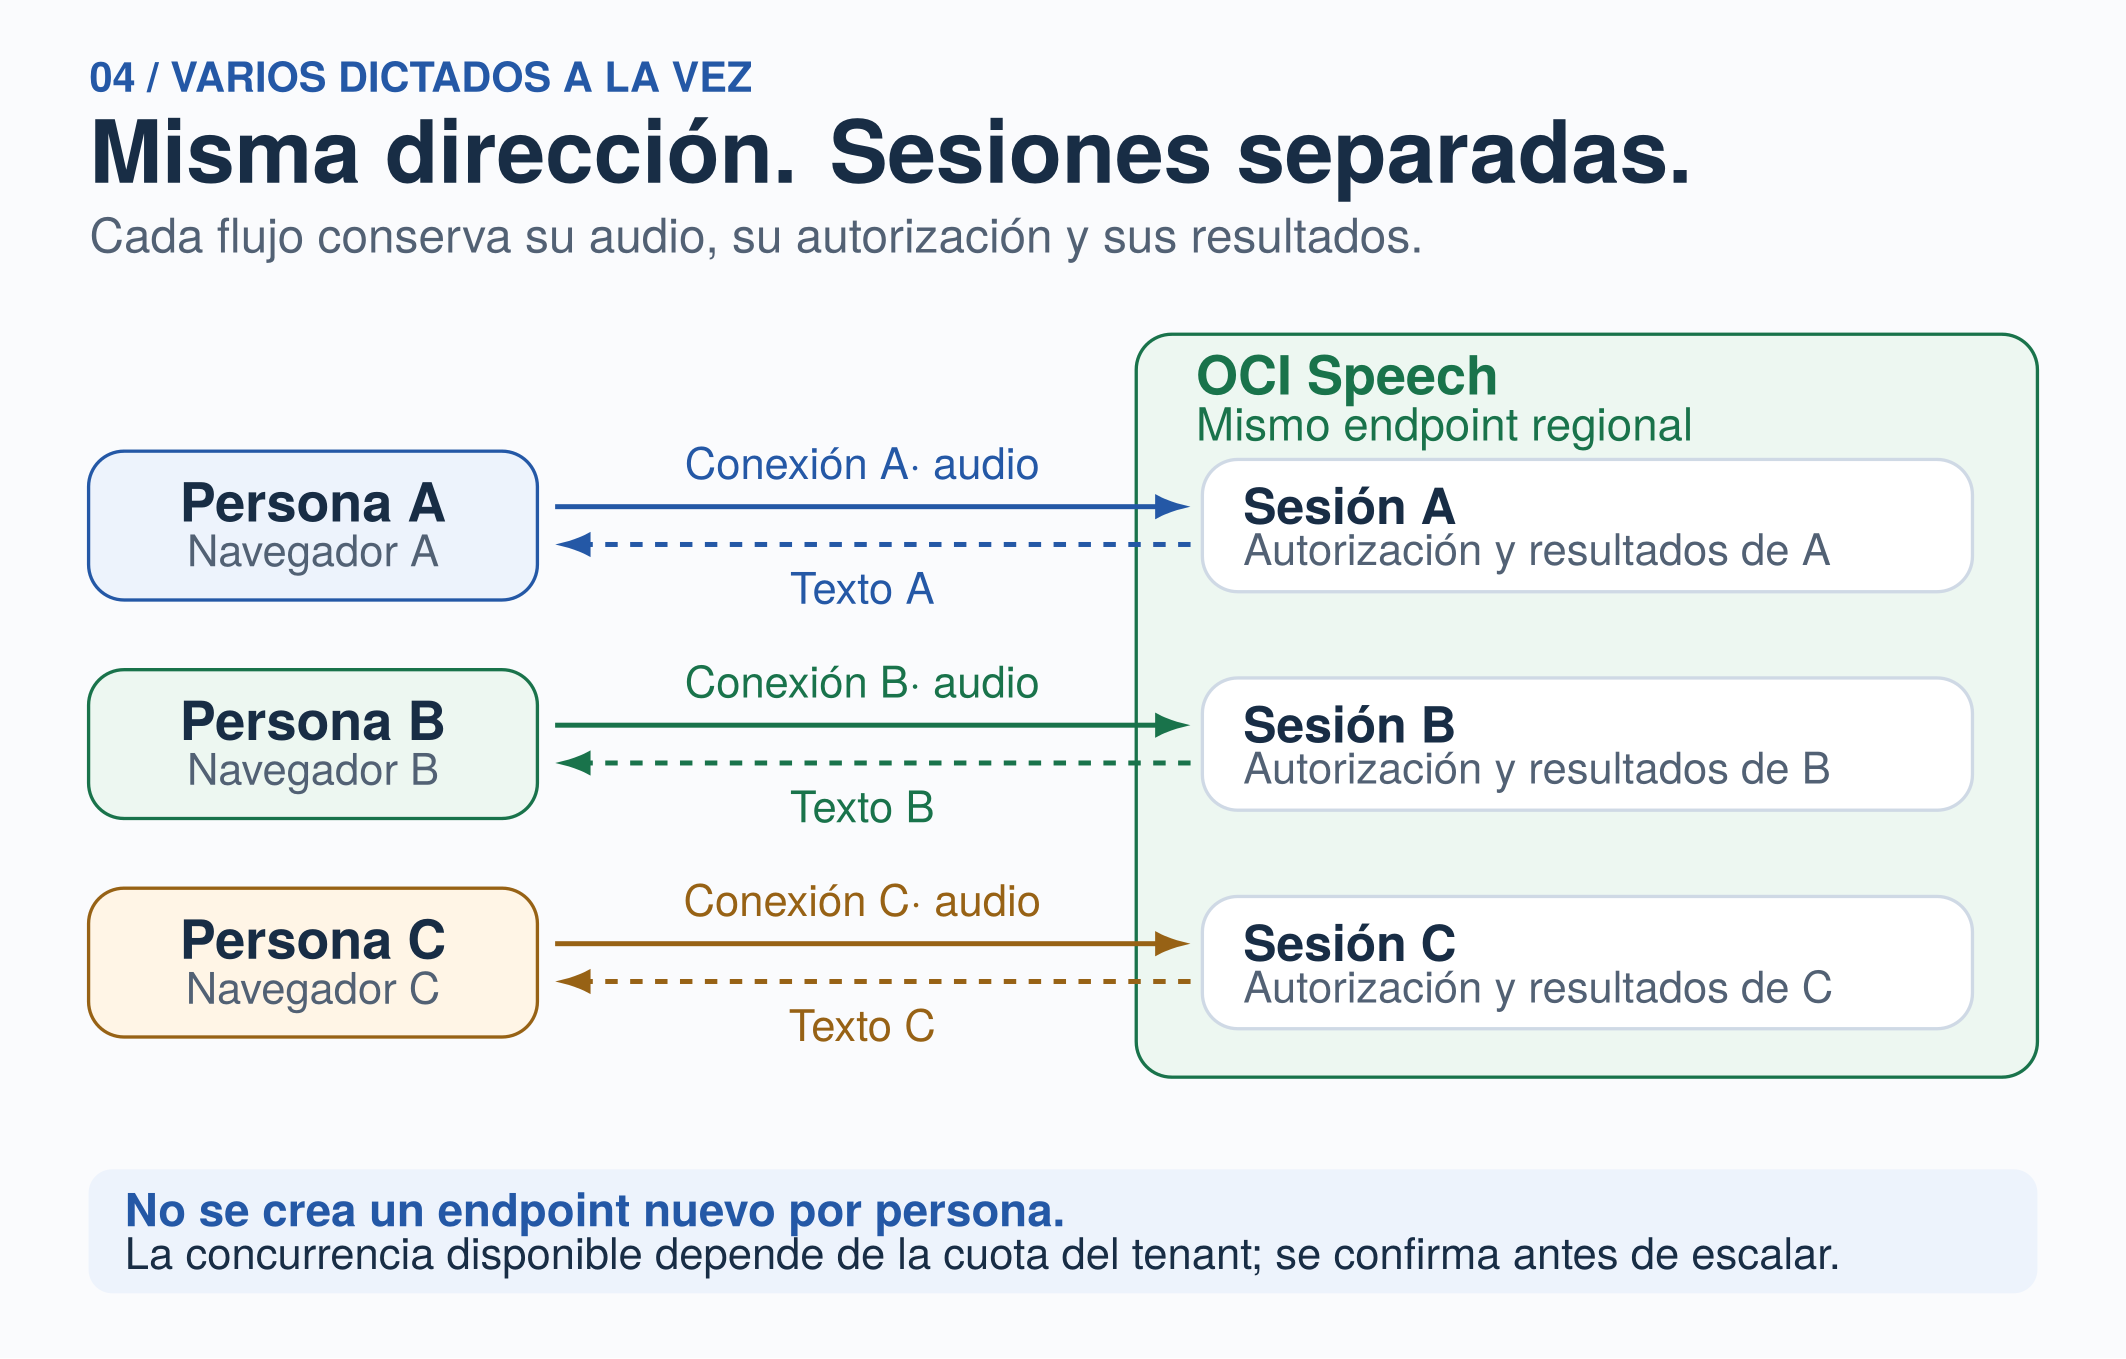 04 / VARIOS DICTADOS A LA VEZ
Misma dirección. Sesiones separadas.
Cada flujo conserva su audio, su autorización y sus resultados.
OCI Speech
Mismo endpoint regional
Persona A
Navegador A
Conexión A· audio
Texto A
Sesión A
Autorización y resultados de A
Persona B
Navegador B
Conexión B· audio
Texto B
Sesión B
Autorización y resultados de B
Persona C
Navegador C
Conexión C· audio
Texto C
Sesión C
Autorización y resultados de C
No se crea un endpoint nuevo por persona.
La concurrencia disponible depende de la cuota del tenant; se confirma antes de escalar.